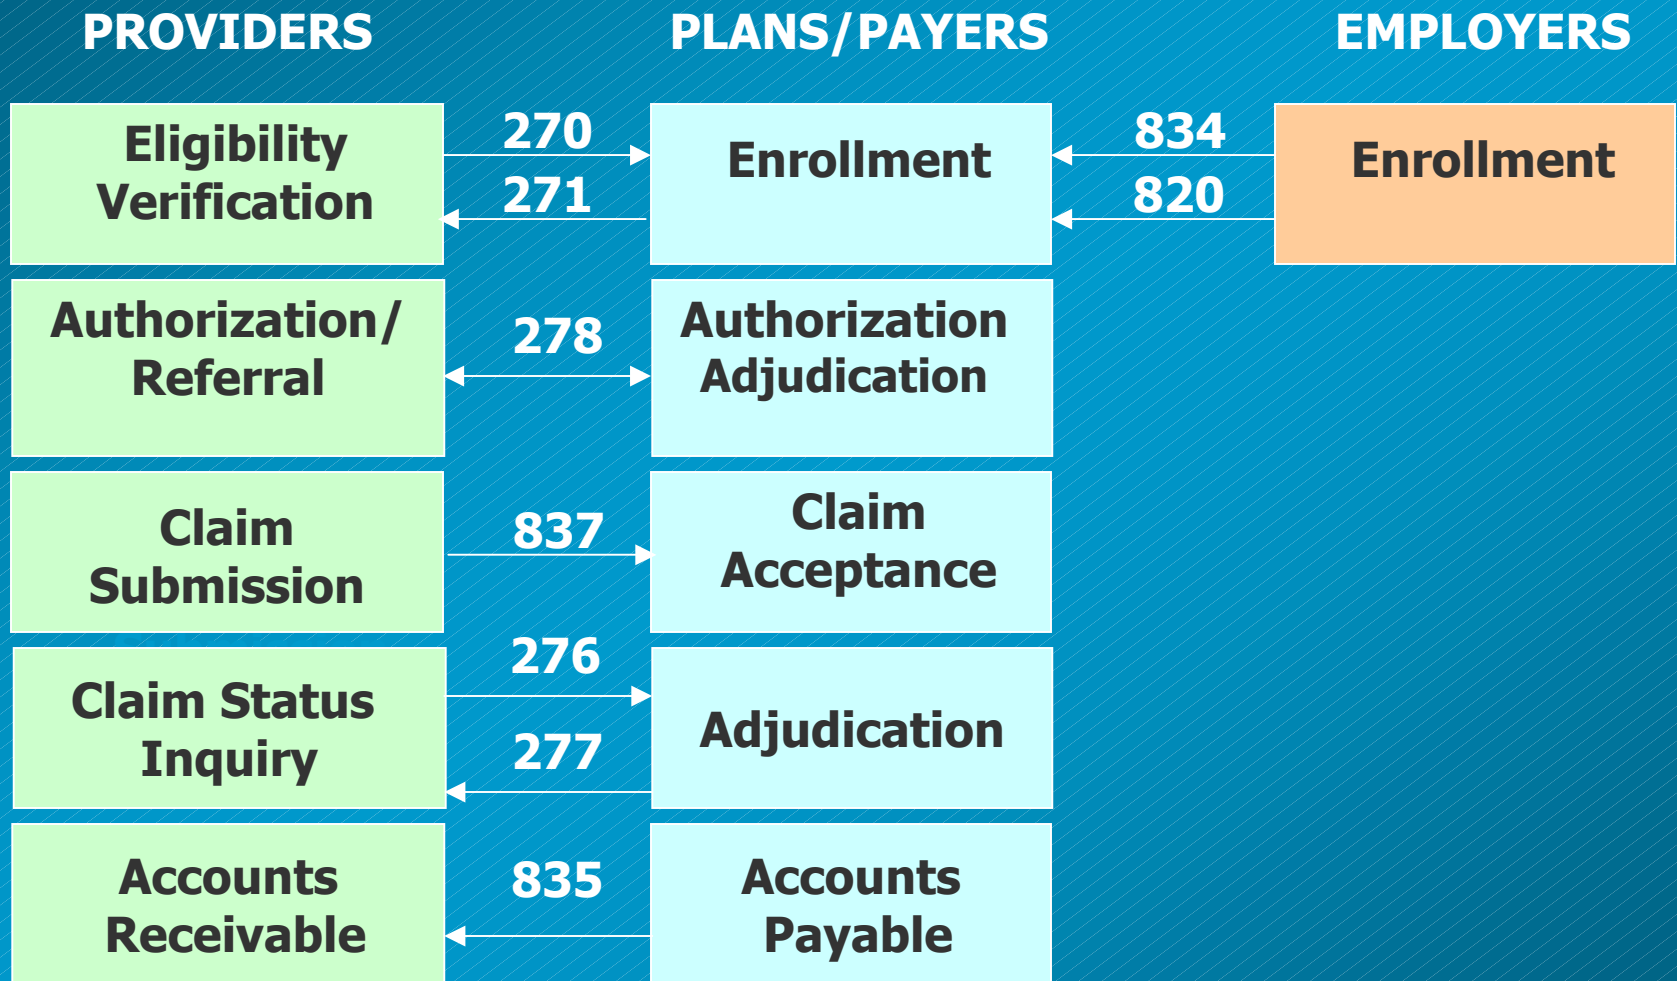 PROVIDERS
PLANS/PAYERS
EMPLOYERS
Eligibility
Verification
270
271
Enrollment
834
820
Enrollment
Authorization/
Referral
278
Authorization
Adjudication
Claim
Submission
837
Claim
Acceptance
Claim Status
Inquiry
276
277
Adjudication
Accounts
Receivable
835
Accounts
Payable